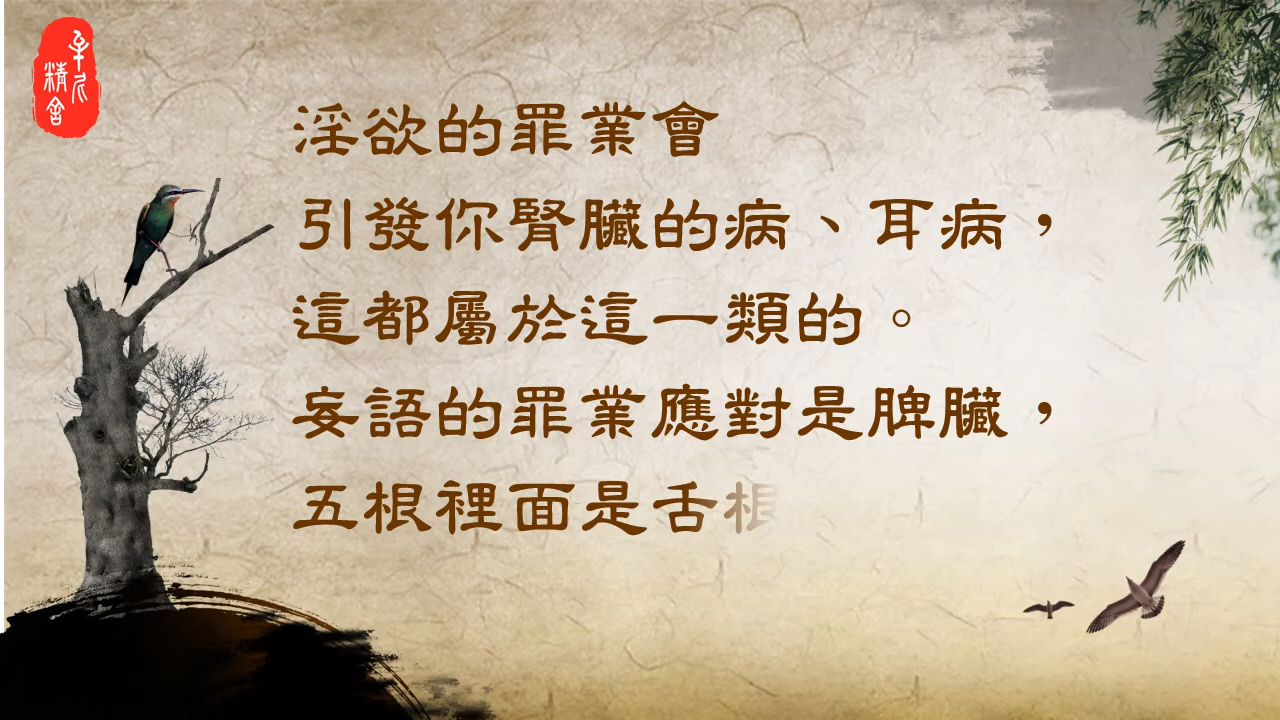 淫欲的罪業會
引發你腎臟的病、耳病，
這都屬於這一類的。
妄語的罪業應對是脾臟，
五根裡面是舌根
精舍